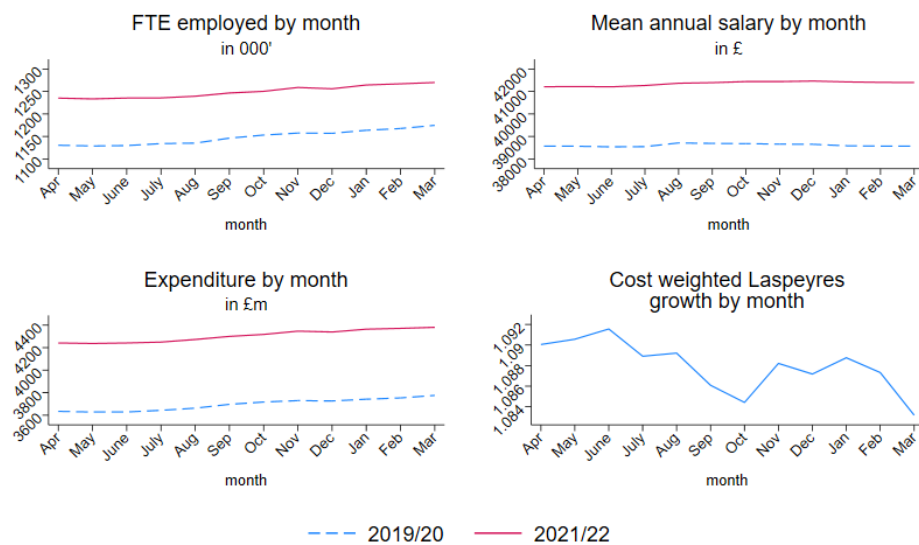 FTE employed by month
in 000'
1300
1250
1200
1150
1100
Apr May June July Aug Sep Oct Nov Dec Jan Feb Mar
month
Mean annual salary by month
in £
42000
41000
40000
39000
38000
Apr May June July Aug Sep Oct Nov Dec Jan Feb Mar
month
Expenditure by month
in £m
4400
4200
4000
3800
3600
Apr May June July Aug Sep Oct Nov Dec Jan Feb Mar
month
Cost weighted Laspeyres
growth by month
1.092
1.09
1.088
1.086
1.084
Apr May June July Aug Sep Oct Nov Dec Jan Feb Mar
month
2019/20 2021/22